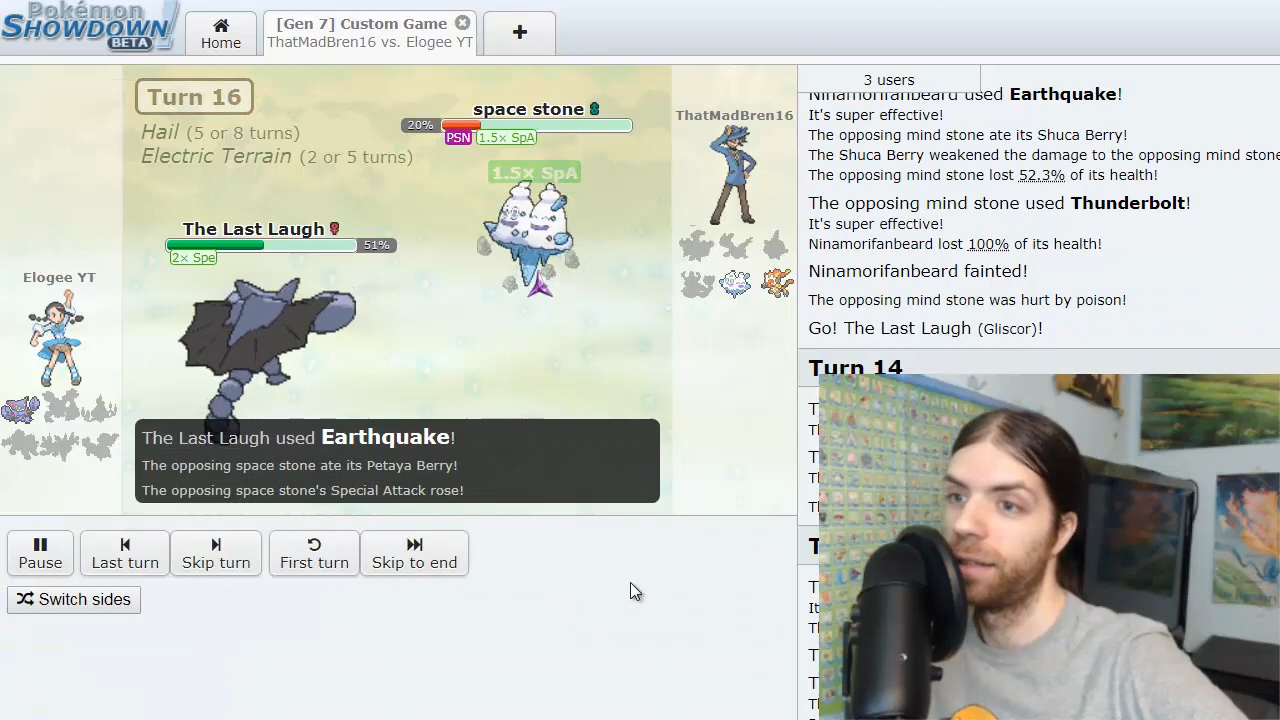 Pokémon
SHOWDOWN!
BETA
Home
[Gen 7] Custom Game
ThatMadBren16 vs. Elogee YT
+
Turn 16
Hail (5 or 8 turns)
Electric Terrain (2 or 5 turns)
space stone
20%
PSN 1.5× SpA
1.5× SpA
The Last Laugh
51%
2× Spe
Elogee YT
ThatMadBren16
The Last Laugh used Earthquake!
The opposing space stone ate its Petaya Berry!
The opposing space stone's Special Attack rose!
Pause
Last turn
Skip turn
First turn
Skip to end
Switch sides
3 users
Ninamorifanbeard used Earthquake!
It's super effective!
The opposing mind stone ate its Shuca Berry!
The Shuca Berry weakened the damage to the opposing mind stone
The opposing mind stone lost 52.3% of its health!
The opposing mind stone used Thunderbolt!
It's super effective!
Ninamorifanbeard lost 100% of its health!
Ninamorifanbeard fainted!
The opposing mind stone was hurt by poison!
Go! The Last Laugh (Gliscor)!
Turn 14